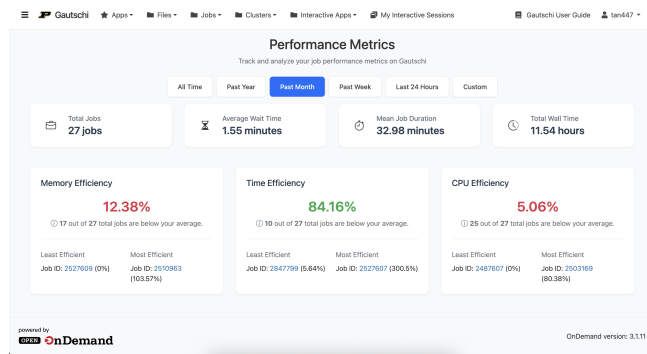 Gautschi Apps Files Jobs Clusters Interactive Apps My Interactive Sessions Gautschi User Guide tan447
Performance Metrics
Track and analyze your job performance metrics on Gautschi
All Time Past Year Past Month Past Week Last 24 Hours Custom
Total Jobs
27 jobs
Average Wait Time
1.55 minutes
Mean Job Duration
32.98 minutes
Total Wall Time
11.54 hours
Memory Efficiency
12.38%
17 out of 27 total jobs are below your average.
Least Efficient
Job ID: 2527609 (0%)
Most Efficient
Job ID: 2510963
(103.57%)
Time Efficiency
84.16%
10 out of 27 total jobs are below your average.
Least Efficient
Job ID: 2847799 (5.64%)
Most Efficient
Job ID: 2527607 (300.5%)
CPU Efficiency
5.06%
25 out of 27 total jobs are below your average.
Least Efficient
Job ID: 2487607 (0%)
Most Efficient
Job ID: 2503169
(80.38%)
powered by
OPEN OnDemand
OnDemand version: 3.1.11